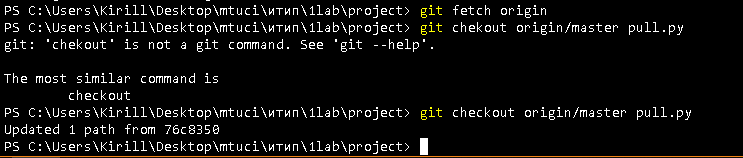 PS C:\Users\Kirill\Desktop\mtuci\итип\1lab\project> git fetch origin
PS C:\Users\Kirill\Desktop\mtuci\итип\1lab\project> git chekout origin/master pull.py
git: 'chekout' is not a git command. See 'git --help'.
The most similar command is
checkout
PS C:\Users\Kirill\Desktop\mtuci\итип\1lab\project> git checkout origin/master pull.py
Updated 1 path from 76c8350
PS C:\Users\Kirill\Desktop\mtuci\итип\1lab\project>